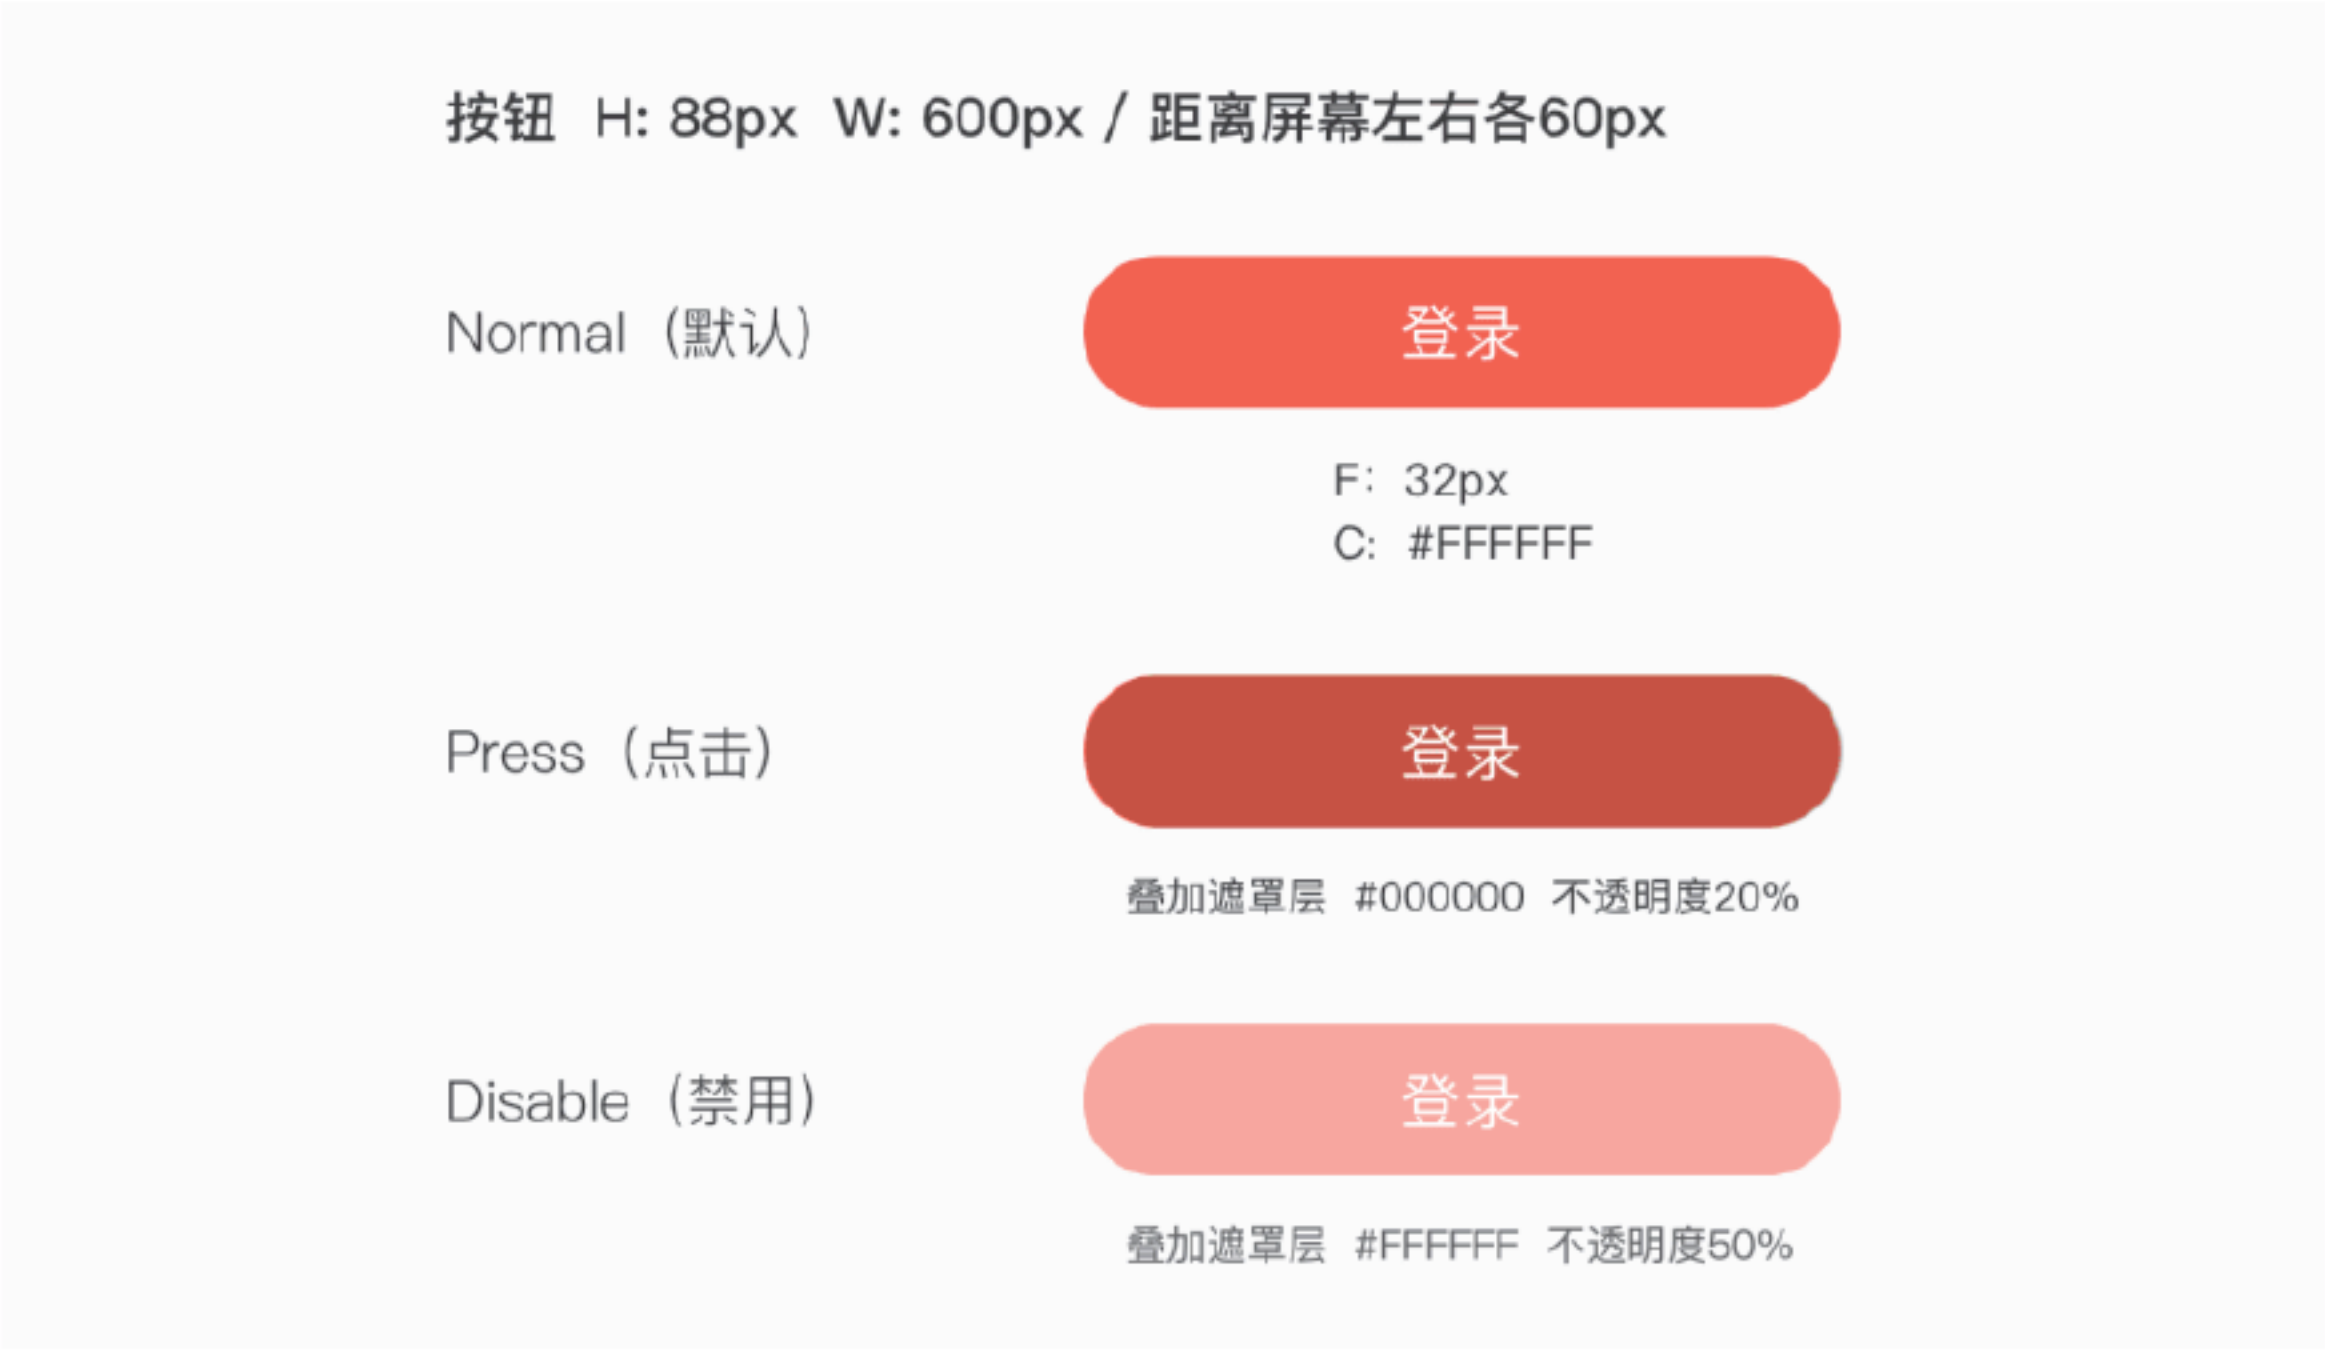 按钮  H: 88px  W: 600px / 距离屏幕左右各60px
Normal（默认）
登录
F： 32px
C: #FFFFFF
Press（点击）
登录
叠加遮罩层 #000000 不透明度20%
Disable（禁用）
登录
叠加遮罩层 #FFFFFF 不透明度50%